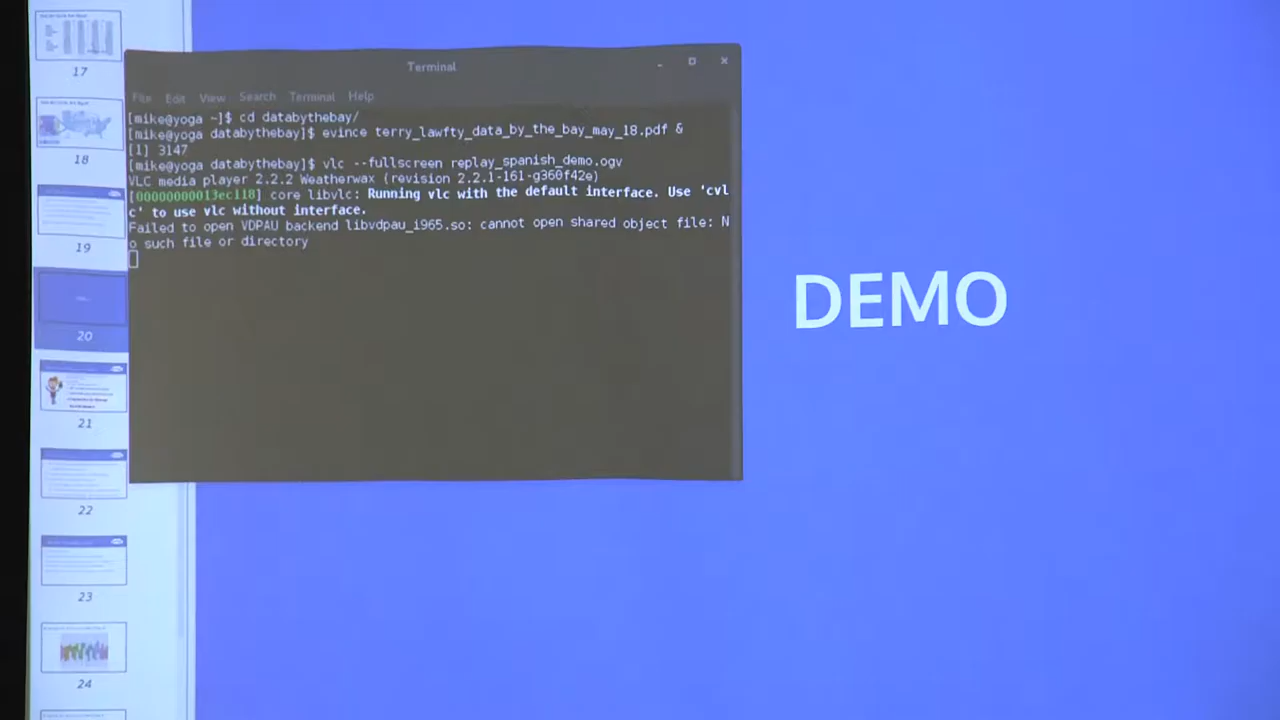 Terminal
File Edit View Search Terminal Help
[mike@yoga ~]$ cd databythebay/
[mike@yoga databythebay]$ evince terry_lawfty_data_by_the_bay_may_18.pdf &
[1] 3147
[mike@yoga databythebay]$ vlc --fullscreen replay_spanish_demo.ogv
VLC media player 2.2.2 Weatherwax (revision 2.2.1-161-g360f42e)
[00000000013ec118] core libvlc: Running vlc with the default interface. Use 'cvl
c' to use vlc without interface.
Failed to open VDPAU backend libvdpau_i965.so: cannot open shared object file: N
o such file or directory
DEMO
17
18
19
20
21
22
23
24